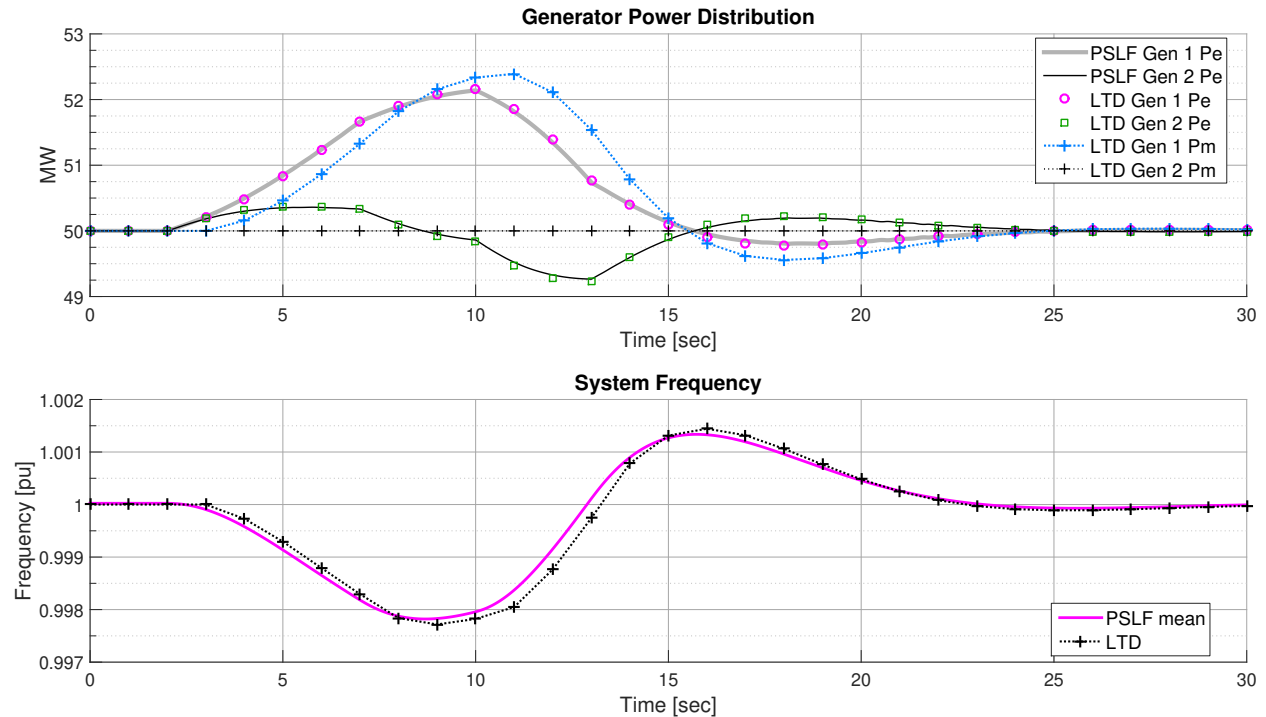 Generator Power Distribution
53
52
51
50
49
MW
PSLF Gen 1 Pe
PSLF Gen 2 Pe
LTD Gen 1 Pe
LTD Gen 2 Pe
LTD Gen 1 Pm
LTD Gen 2 Pm
0 5 10 15 20 25 30
Time [sec]
System Frequency
1.002
1.001
1
0.999
0.998
0.997
Frequency [pu]
PSLF mean
LTD
0 5 10 15 20 25 30
Time [sec]